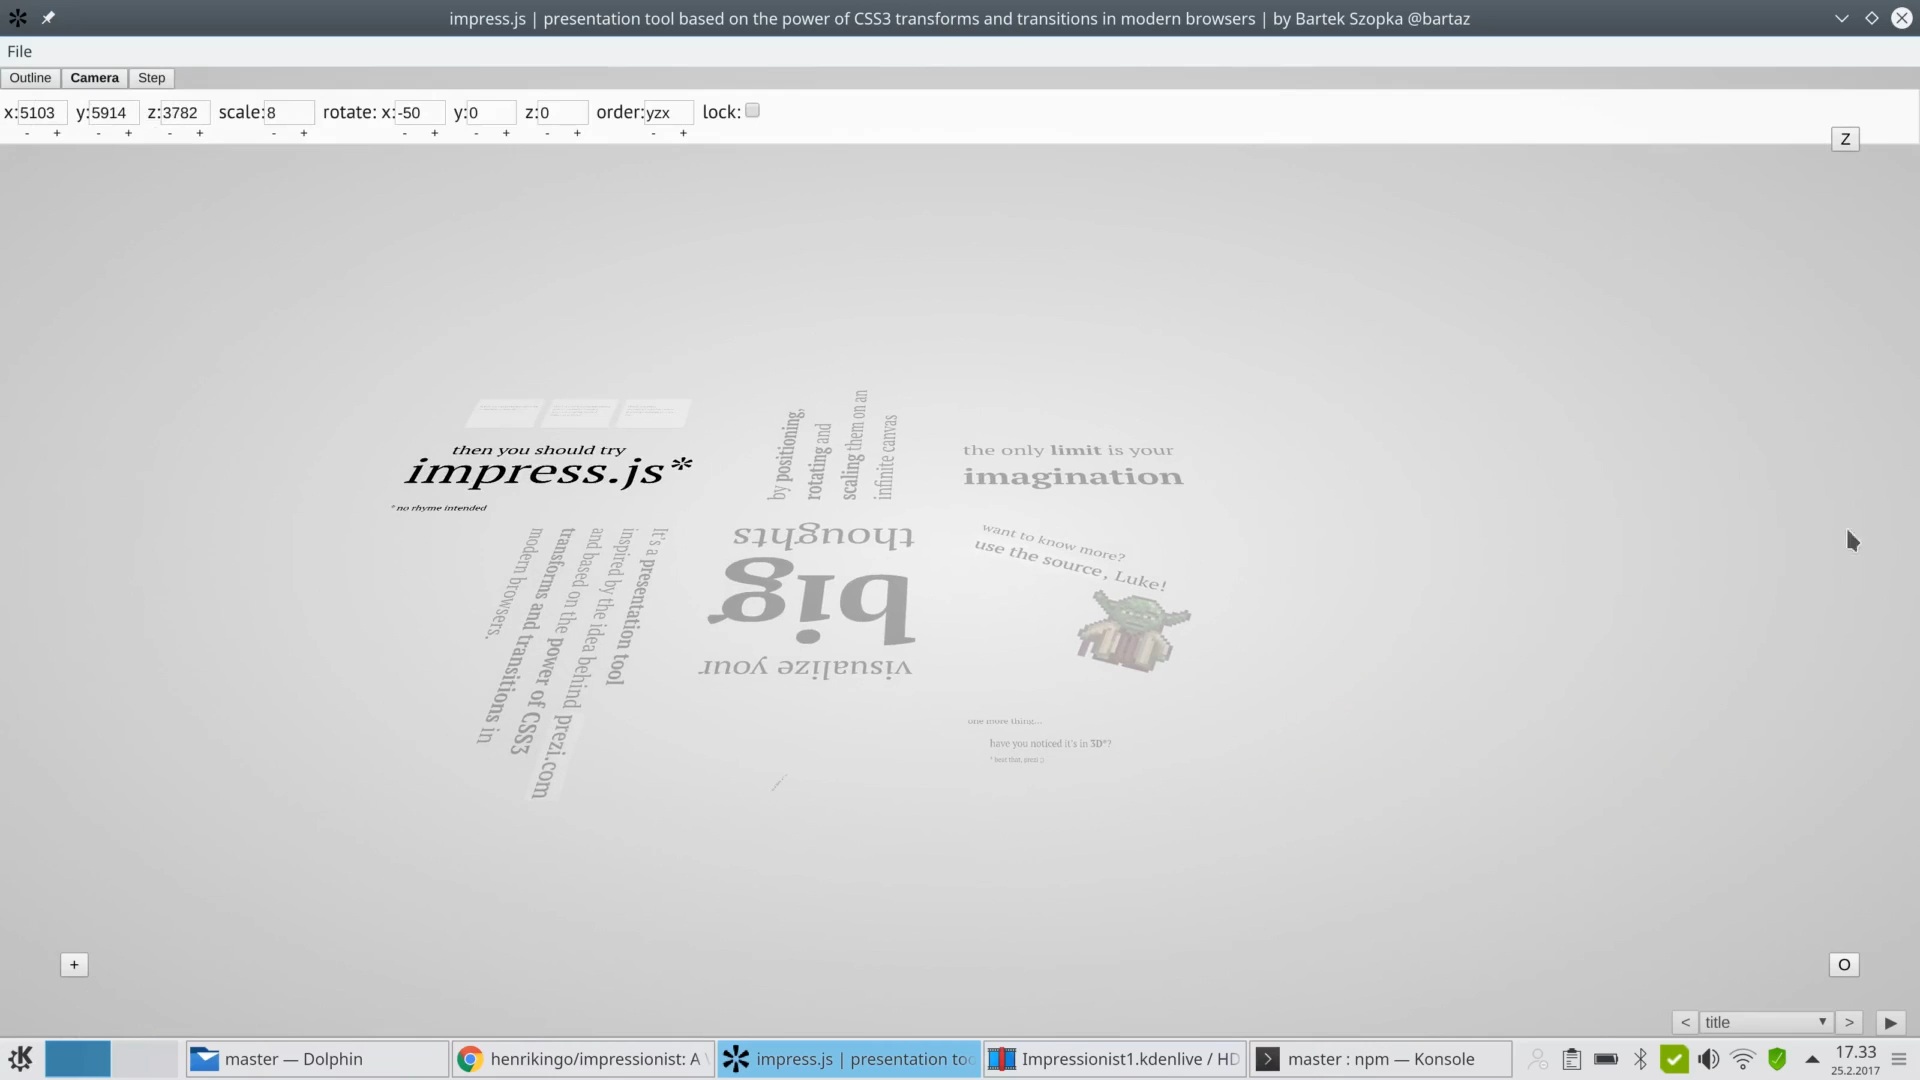 impress.js | presentation tool based on the power of CSS3 transforms and transitions in modern browsers | by Bartek Szopka @bartaz
File
Outline Camera Step
x:5103 y:5914 z:3782 scale:8 rotate: x:-50 y:0 z:0 order:yzx lock:
- + - + - + - + - + - + - + - +
Z
then you should try
impress.js*
* no rhyme intended
by positioning,
rotating and
scaling them on an
infinite canvas
the only limit is your
imagination
It's a presentation tool
inspired by the idea behind prezi.com
and based on the power of CSS3
transforms and transitions in
modern browsers.
visualize your
big
thoughts
want to know more?
use the source, Luke!
one more thing...
have you noticed it's in 3D*?
* beat that, prezi ;)
+
O
< title ▼ > ▶
master — Dolphin
henrikingo/impressionist: A
impress.js | presentation too
Impressionist1.kdenlive / HD
master : npm — Konsole
17.33
25.2.2017